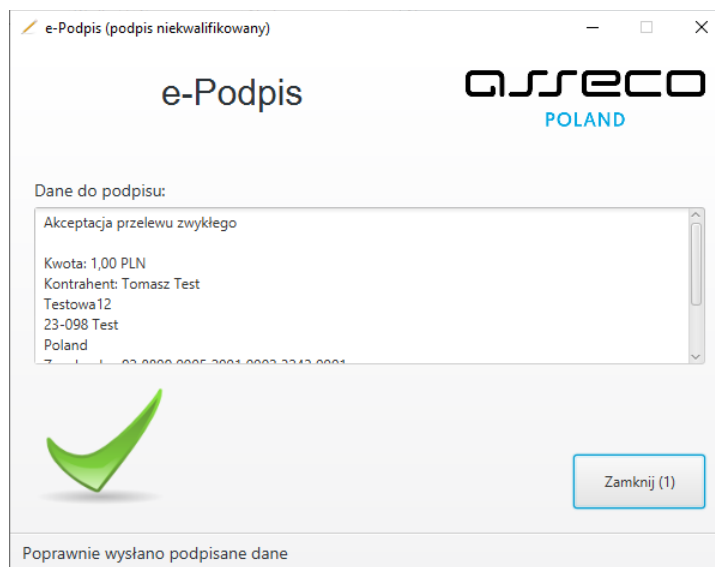 e-Podpis (podpis niekwalifikowany)
e-Podpis
asseco
POLAND
Dane do podpisu:
Akceptacja przelewu zwykłego
Kwota: 1,00 PLN
Kontrahent: Tomasz Test
Testowa12
23-098 Test
Poland
Zamknij (1)
Poprawnie wysłano podpisane dane